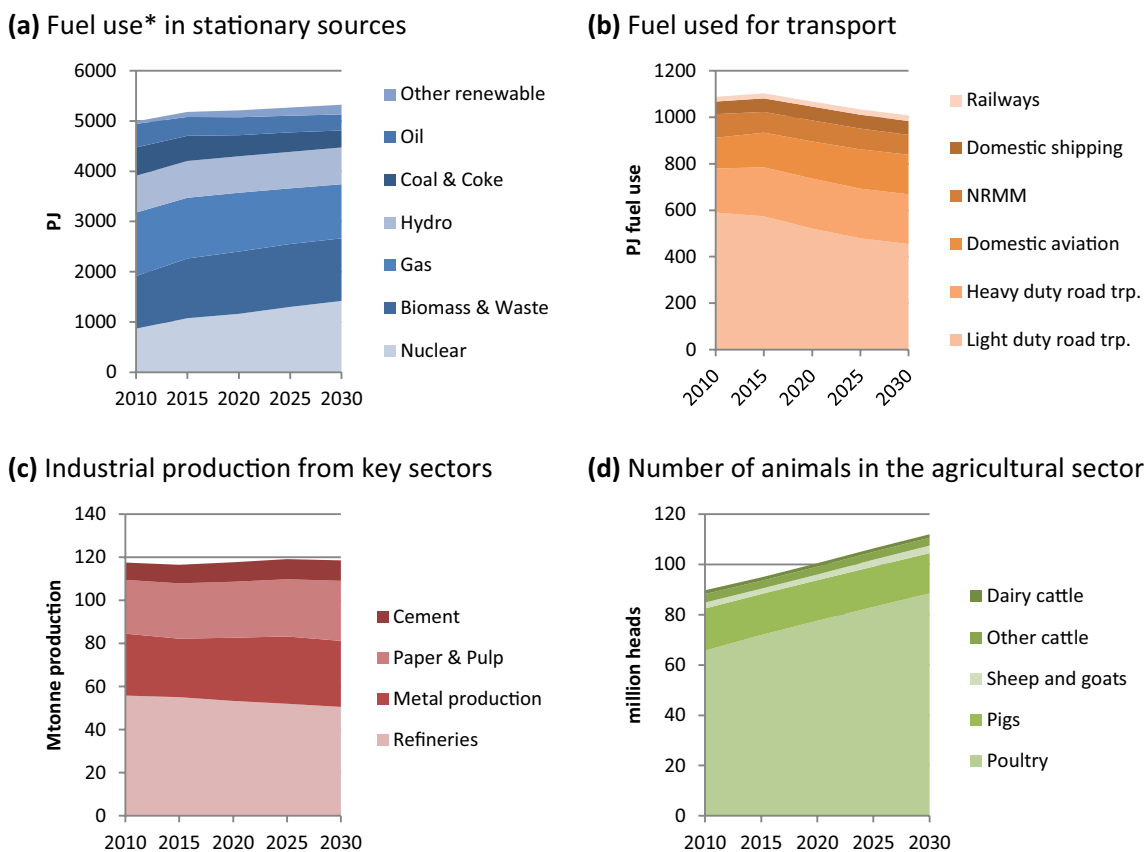 (a) Fuel use* in stationary sources
PJ
6000
5000
4000
3000
2000
1000
0
2010 2015 2020 2025 2030
Other renewable
Oil
Coal & Coke
Hydro
Gas
Biomass & Waste
Nuclear
(b) Fuel used for transport
PJ fuel use
1200
1000
800
600
400
200
0
2010 2015 2020 2025 2030
Railways
Domestic shipping
NRMM
Domestic aviation
Heavy duty road trp.
Light duty road trp.
(c) Industrial production from key sectors
Mtonne production
140
120
100
80
60
40
20
0
2010 2015 2020 2025 2030
Cement
Paper & Pulp
Metal production
Refineries
(d) Number of animals in the agricultural sector
million heads
120
100
80
60
40
20
0
2010 2015 2020 2025 2030
Dairy cattle
Other cattle
Sheep and goats
Pigs
Poultry